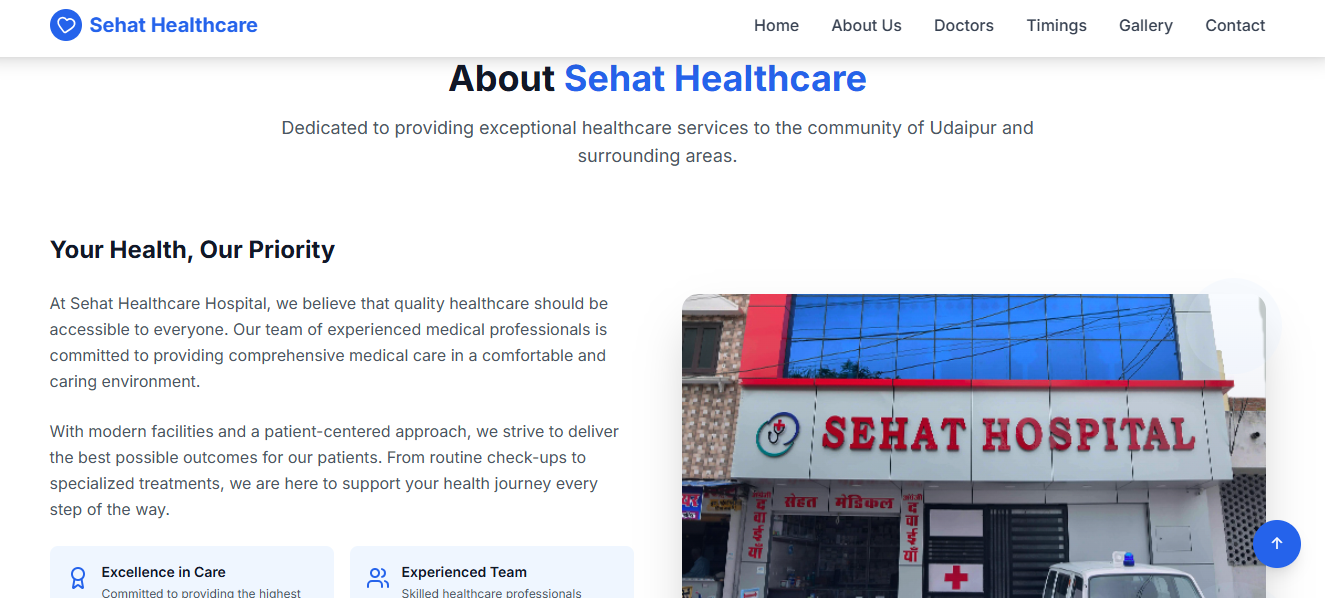 Sehat Healthcare
Home
About Us
Doctors
Timings
Gallery
Contact
About Sehat Healthcare
Dedicated to providing exceptional healthcare services to the community of Udaipur and
surrounding areas.
Your Health, Our Priority
At Sehat Healthcare Hospital, we believe that quality healthcare should be
accessible to everyone. Our team of experienced medical professionals is
committed to providing comprehensive medical care in a comfortable and
caring environment.
With modern facilities and a patient-centered approach, we strive to deliver
the best possible outcomes for our patients. From routine check-ups to
specialized treatments, we are here to support your health journey every
step of the way.
Excellence in Care
Committed to providing the highest
Experienced Team
Skilled healthcare professionals
SEHAT HOSPITAL
सेहत मेडिकल
दवाईयाँ
दवाईयाँ